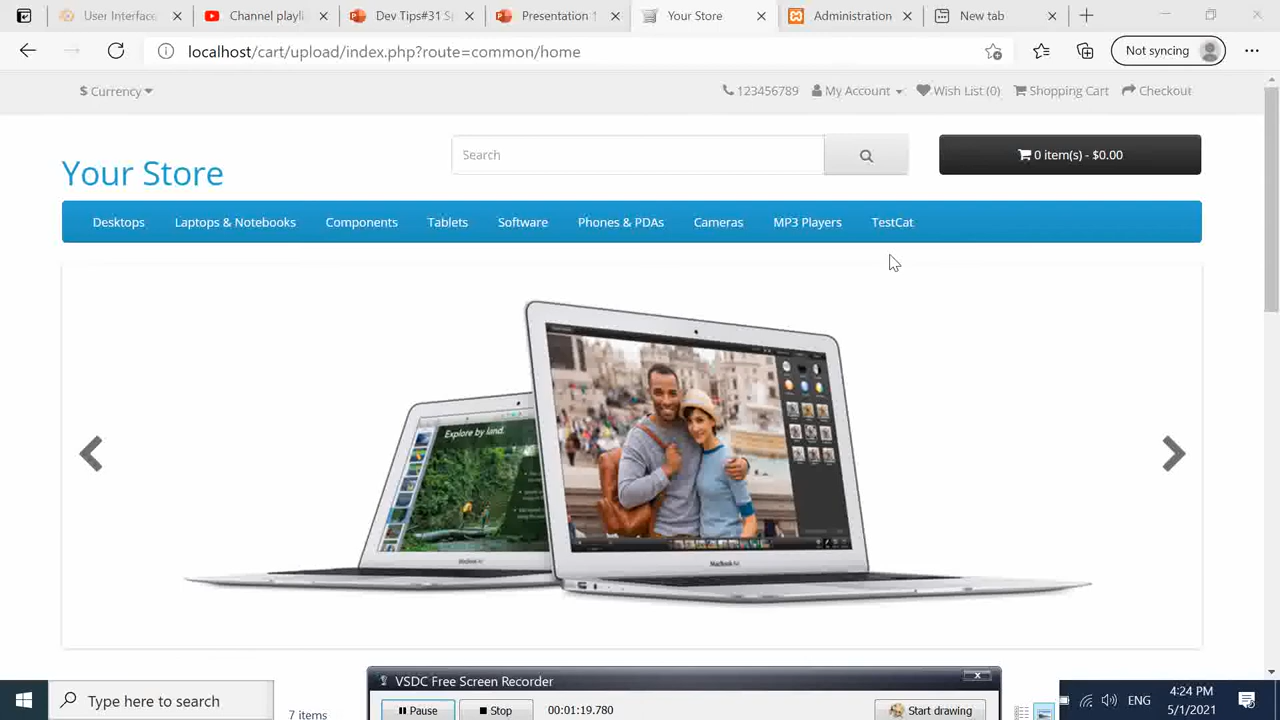 User Interface
Channel playli
Dev Tips#31 S
Presentation 1
Your Store
Administration
New tab
localhost/cart/upload/index.php?route=common/home
Not syncing
$ Currency
123456789
My Account
Wish List (0)
Shopping Cart
Checkout
Your Store
Search
0 item(s) - $0.00
Desktops
Laptops & Notebooks
Components
Tablets
Software
Phones & PDAs
Cameras
MP3 Players
TestCat
Explore by land.
MacBook Air
VSDC Free Screen Recorder
Pause
Stop
00:01:19.780
Start drawing
Type here to search
7 items
ENG
4:24 PM
5/1/2021